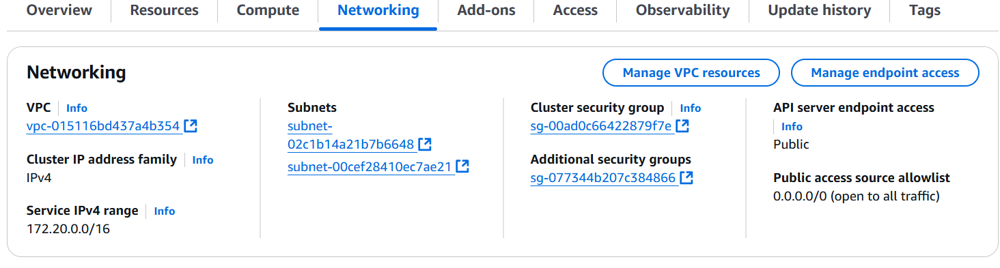 Overview Resources Compute Networking Add-ons Access Observability Update history Tags
Networking
Manage VPC resources Manage endpoint access
VPC Info
vpc-015116bd437a4b354
Cluster IP address family Info
IPv4
Service IPv4 range Info
172.20.0.0/16
Subnets
subnet-
02c1b14a21b7b6648
subnet-00cef28410ec7ae21
Cluster security group Info
sg-00ad0c66422879f7e
Additional security groups
sg-077344b207c384866
API server endpoint access
Info
Public
Public access source allowlist
0.0.0.0/0 (open to all traffic)